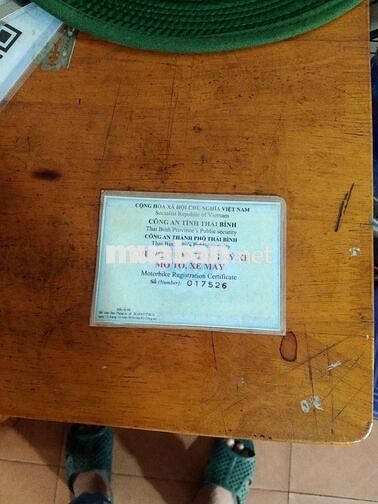 CỘNG HÒA XÃ HỘI CHỦ NGHĨA VIỆT NAM
Socialist Republic of Vietnam
CÔNG AN TỈNH THÁI BÌNH
Thai Binh Province's Public security
CÔNG AN THÀNH PHỐ THÁI BÌNH
muaban.net
MÔ TÔ, XE MÁY
Motorbike Registration Certificate
Số (Number): 017526